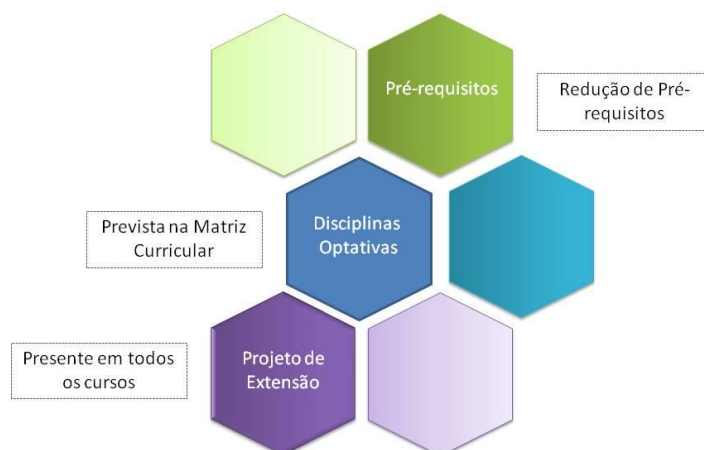 Pré-requisitos
Redução de Pré-
requisitos
Prevista na Matriz
Curricular
Disciplinas
Optativas
Presente em todos
os cursos
Projeto de
Extensão